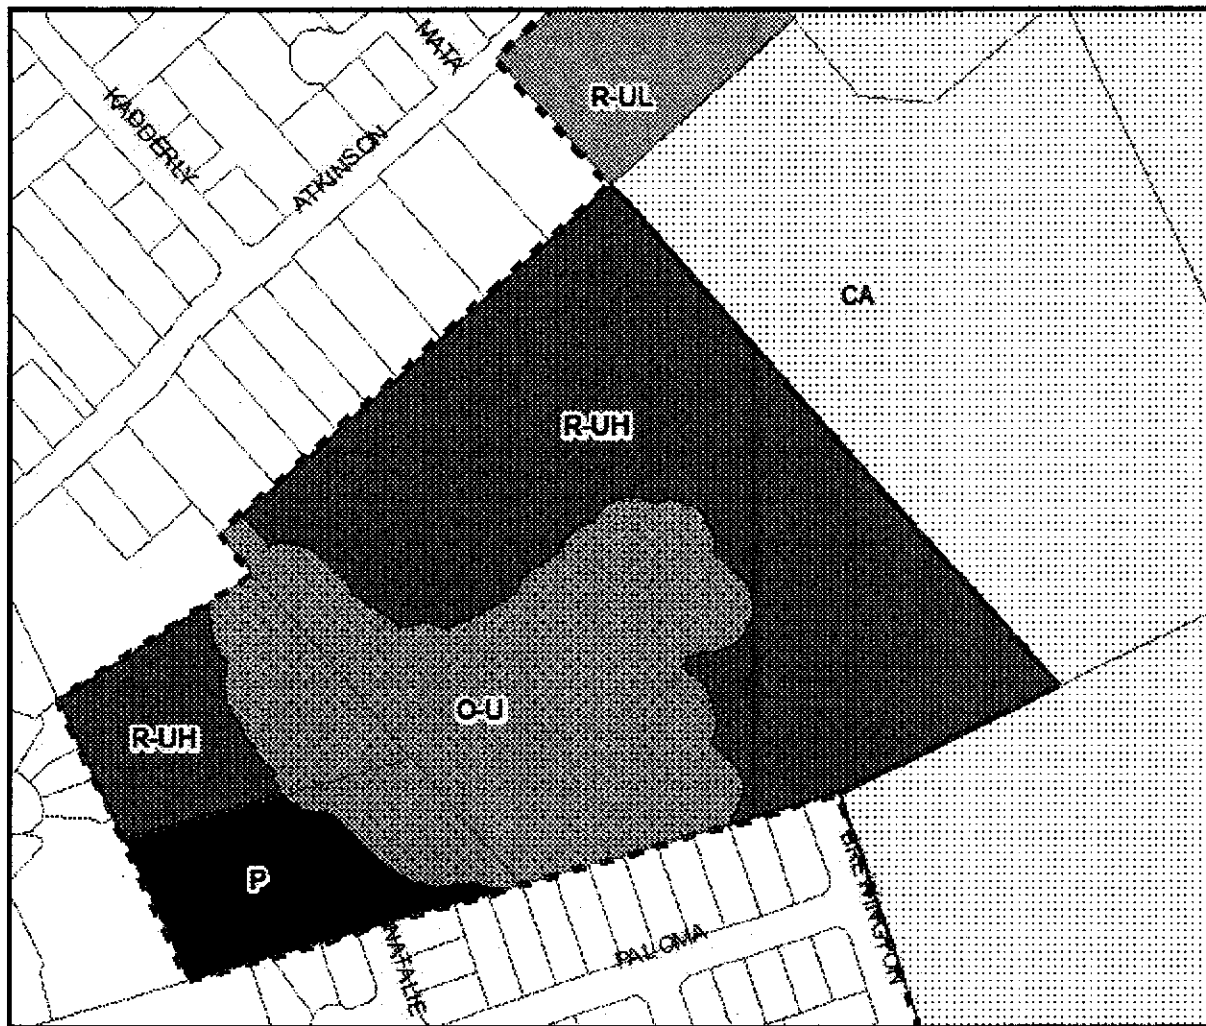 MATA
R-UL
KADDERLY
ATKINSON
CA
R-UH
O-U
R-UH
P
BREWINGTON
PALOMA
NATALIE